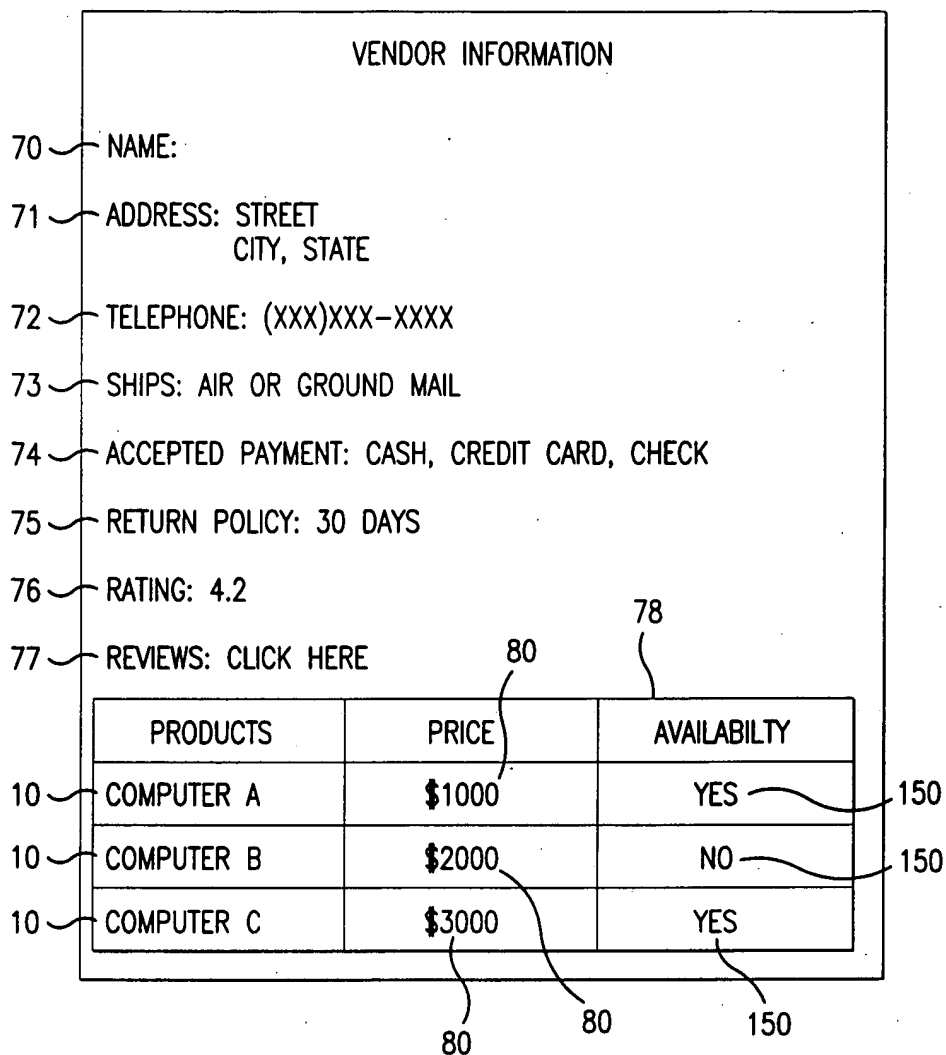 VENDOR INFORMATION
70 NAME:
71 ADDRESS: STREET
CITY, STATE
72 TELEPHONE: (XXX)XXX-XXXX
73 SHIPS: AIR OR GROUND MAIL
74 ACCEPTED PAYMENT: CASH, CREDIT CARD, CHECK
75 RETURN POLICY: 30 DAYS
76 RATING: 4.2
78
77 REVIEWS: CLICK HERE 80
PRODUCTS PRICE AVAILABILTY
10 COMPUTER A $1000 YES 150
10 COMPUTER B $2000 NO 150
10 COMPUTER C $3000 YES
80 80 150